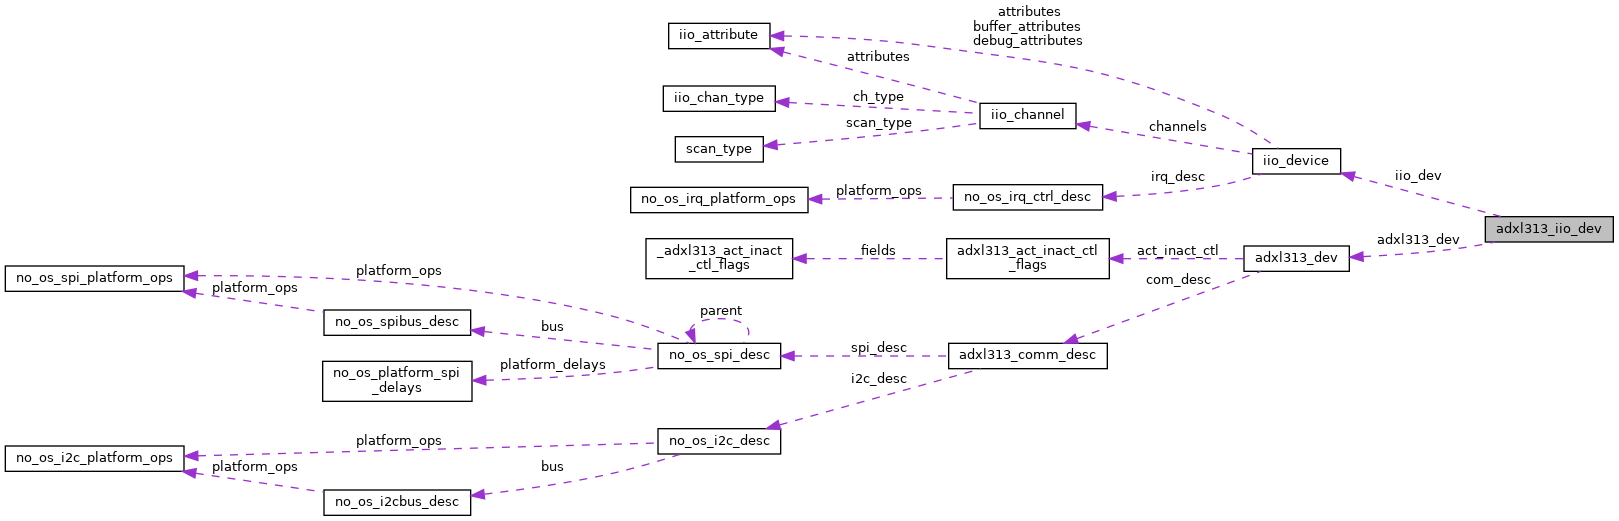 attributes
buffer_attributes
debug_attributes
iio_attribute
attributes
iio_chan_type
ch_type
iio_channel
scan_type
channels
scan_type
iio_device
irq_desc
iio_dev
no_os_irq_platform_ops
platform_ops
no_os_irq_ctrl_desc
adxl313_iio_dev
adxl313_dev
_adxl313_act_inact
_ctl_flags
fields
adxl313_act_inact_ctl
_flags
act_inact_ctl
adxl313_dev
no_os_spi_platform_ops
platform_ops
platform_ops
com_desc
no_os_spibus_desc
bus
parent
no_os_spi_desc
spi_desc
adxl313_comm_desc
no_os_platform_spi
_delays
platform_delays
i2c_desc
no_os_i2c_platform_ops
platform_ops
platform_ops
no_os_i2c_desc
bus
no_os_i2cbus_desc